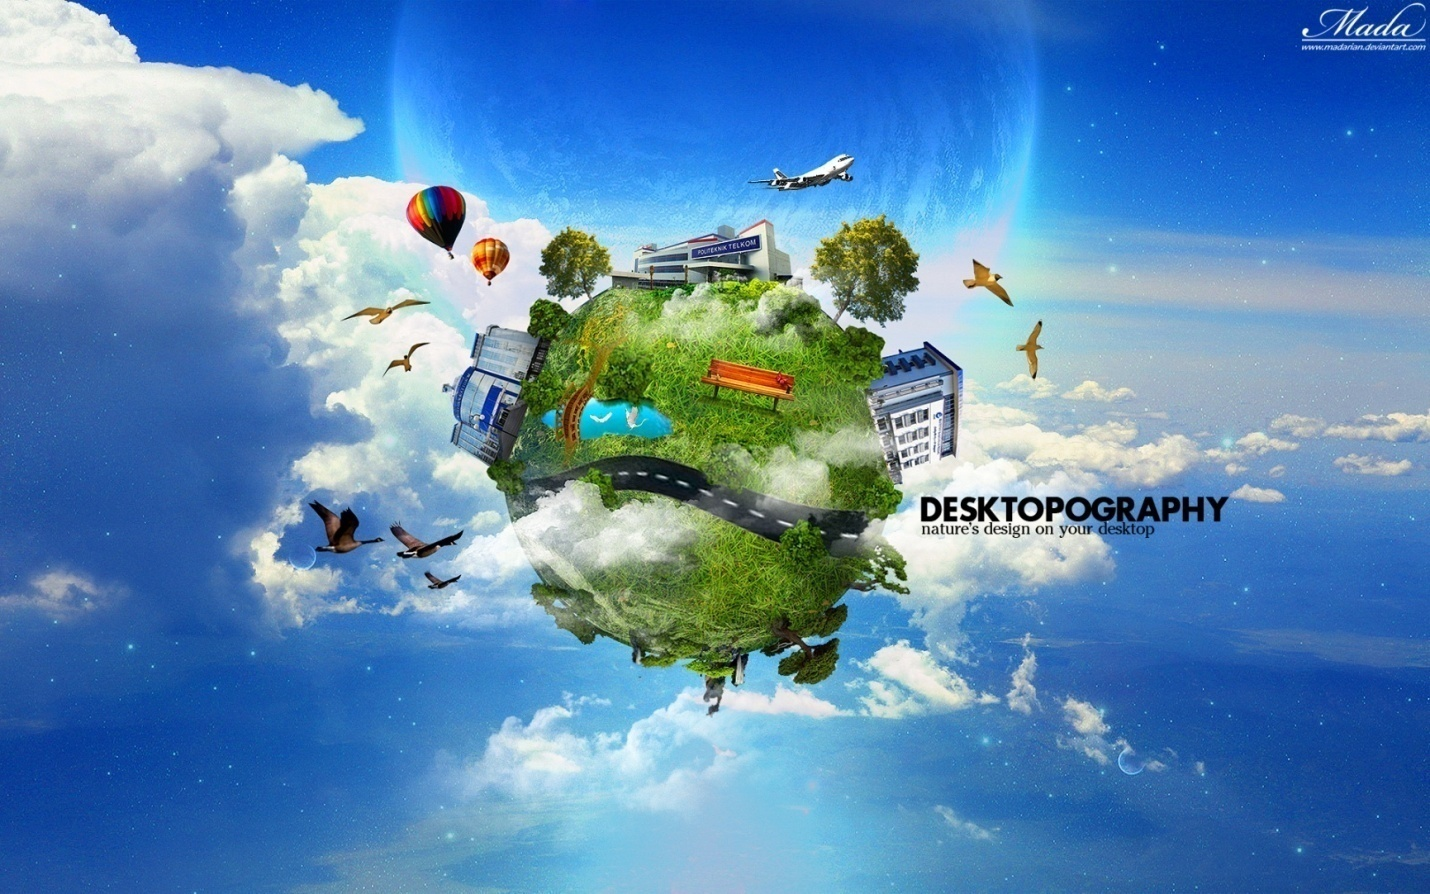 Mada
www.madarian.deviantart.com
POLITEKNIK TELKOM
DESKTOPOGRAPHY
nature's design on your desktop